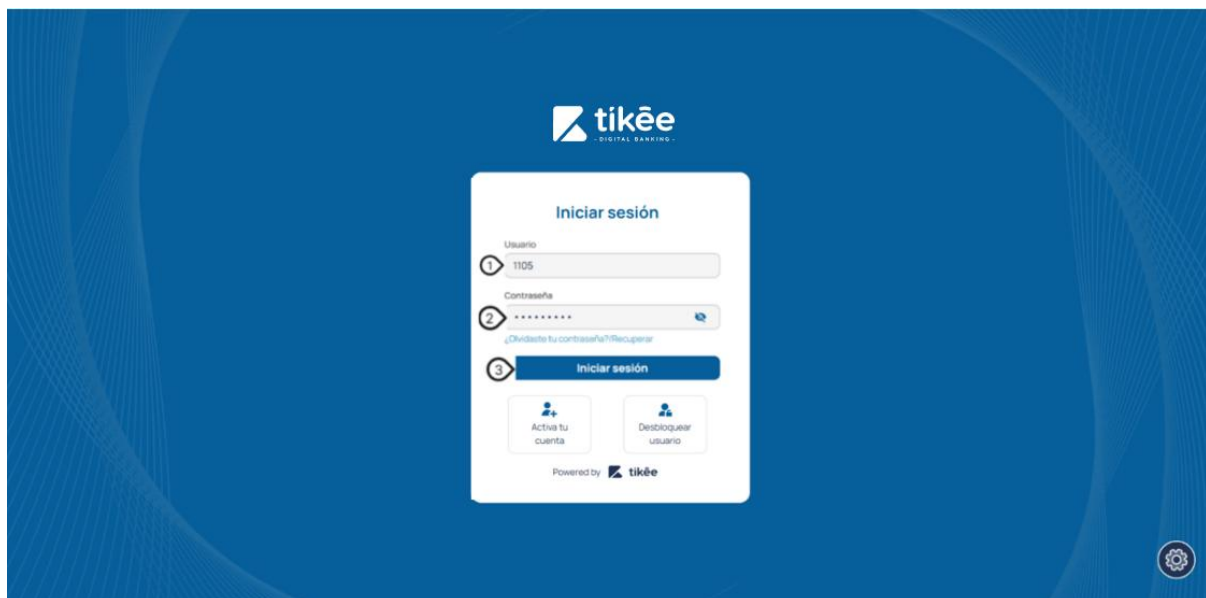 tikēe
- DIGITAL BANKING -
Iniciar sesión
Usuario
1 1105
Contraseña
2 •••••••••
¿Olvidaste tu contraseña?/Recuperar
3 Iniciar sesión
Activa tu
cuenta
Desbloquear
usuario
Powered by tikēe